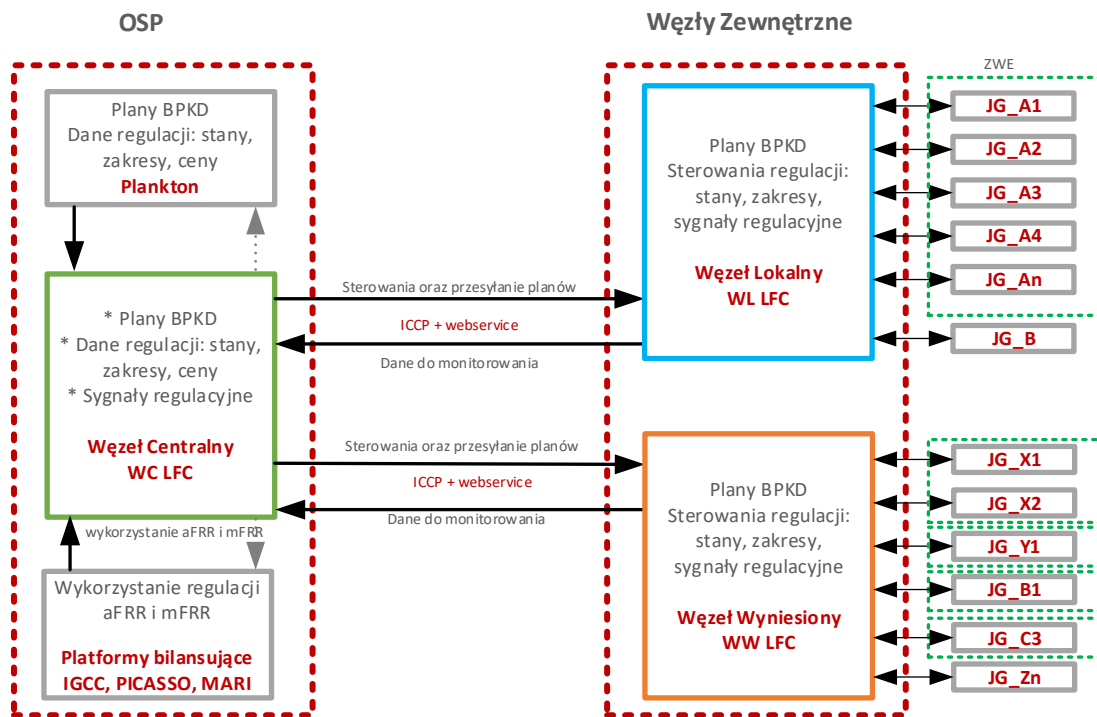 OSP
Plany BPKD
Dane regulacji: stany,
zakresy, ceny
Plankton
* Plany BPKD
* Dane regulacji: stany,
zakresy, ceny
* Sygnały regulacyjne
Węzeł Centralny
WC LFC
wykorzystanie aFRR i mFRR
Wykorzystanie regulacji
aFRR i mFRR
Platformy bilansujące
IGCC, PICASSO, MARI
Sterowania oraz przesyłanie planów
ICCP + webservice
Dane do monitorowania
Sterowania oraz przesyłanie planów
ICCP + webservice
Dane do monitorowania
Węzły Zewnętrzne
Plany BPKD
Sterowania regulacji:
stany, zakresy,
sygnały regulacyjne
Węzeł Lokalny
WL LFC
Plany BPKD
Sterowania regulacji:
stany, zakresy,
sygnały regulacyjne
Węzeł Wyniesiony
WW LFC
ZWE
JG_A1
JG_A2
JG_A3
JG_A4
JG_An
JG_B
JG_X1
JG_X2
JG_Y1
JG_B1
JG_C3
JG_Zn